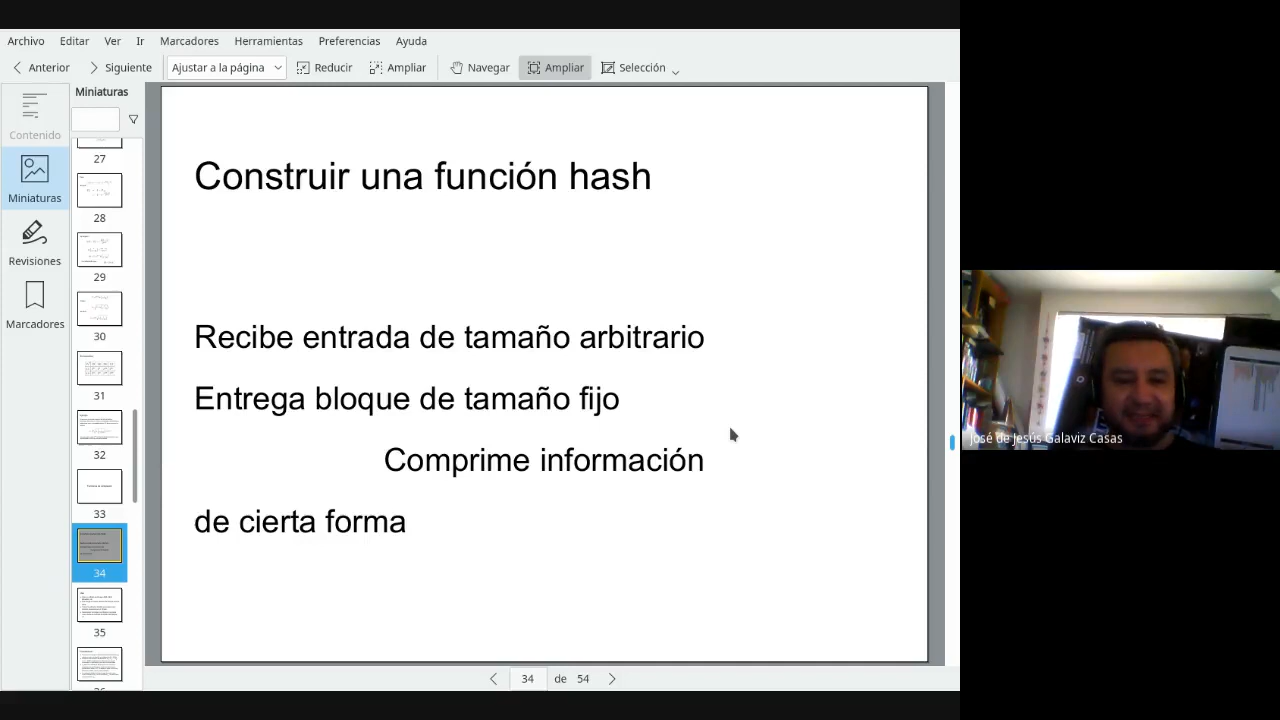 Archivo Editar Ver Ir Marcadores Herramientas Preferencias Ayuda
Anterior Siguiente Ajustar a la página Reducir Ampliar Navegar Ampliar Selección
Contenido
Miniaturas
Revisiones
Marcadores
Miniaturas
27
28
29
30
31
32
33
34
35
Construir una función hash
Recibe entrada de tamaño arbitrario
Entrega bloque de tamaño fijo
Comprime información
de cierta forma
34 de 54
José de Jesús Galaviz Casas